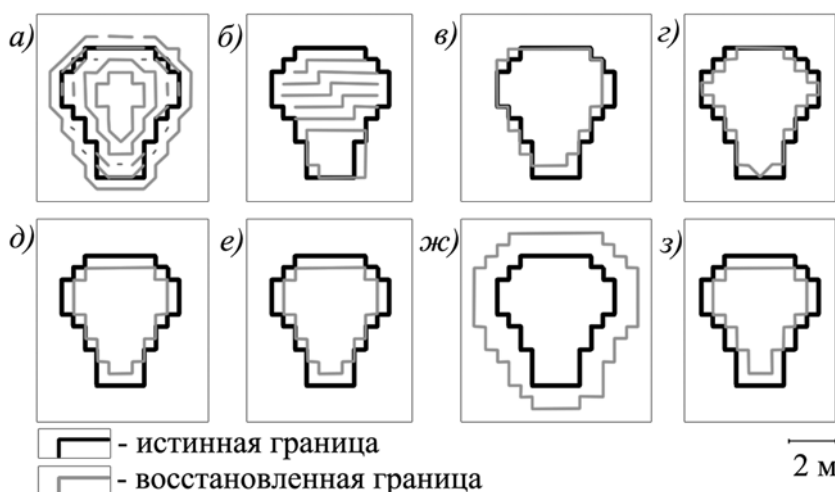 а) б) в) г)
д) е) ж) з)
- истинная граница
- восстановленная граница
2 м